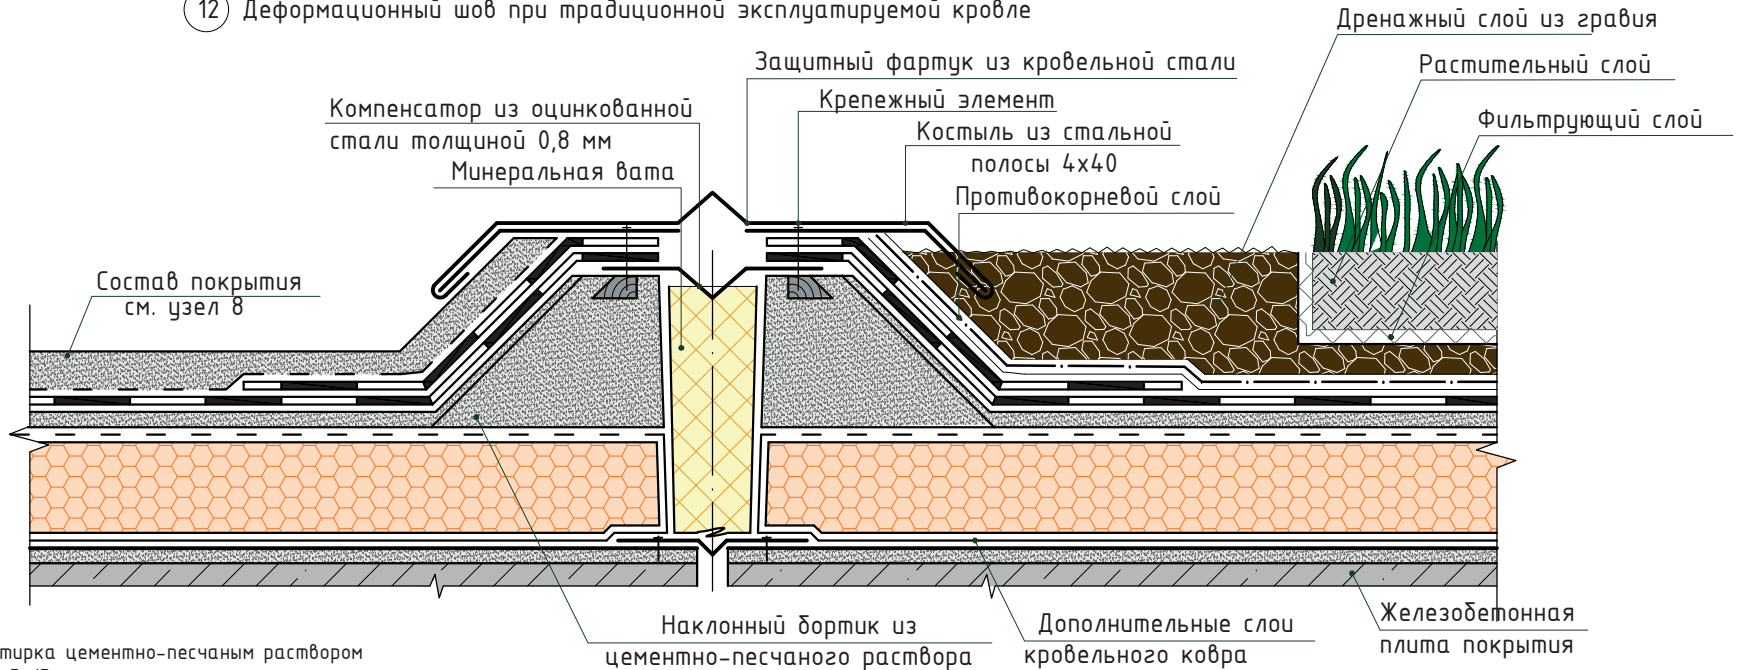 12 Деформационный шов при традиционной эксплуатируемой кровле
Дренажный слой из гравия
Защитный фартук из кровельной стали
Растительный слой
Компенсатор из оцинкованной
стали толщиной 0,8 мм
Крепежный элемент
Фильтрующий слой
Костыль из стальной
полосы 4х40
Минеральная вата
Противокорневой слой
Состав покрытия
см. узел 8
Наклонный бортик из
цементно-песчаного раствора
Дополнительные слои
кровельного ковра
Железобетонная
плита покрытия
тирка цементно-песчаным раствором